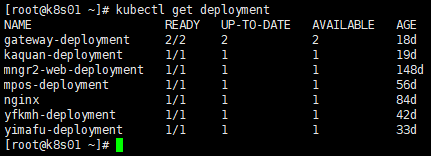 [root@k8s01 ~]# kubectl get deployment
NAME                    READY   UP-TO-DATE   AVAILABLE   AGE
gateway-deployment      2/2     2            2           18d
kaquan-deployment       1/1     1            1           19d
mngr2-web-deployment    1/1     1            1           148d
mpos-deployment         1/1     1            1           56d
nginx                   1/1     1            1           84d
yfkmh-deployment        1/1     1            1           42d
yimafu-deployment       1/1     1            1           33d
[root@k8s01 ~]#